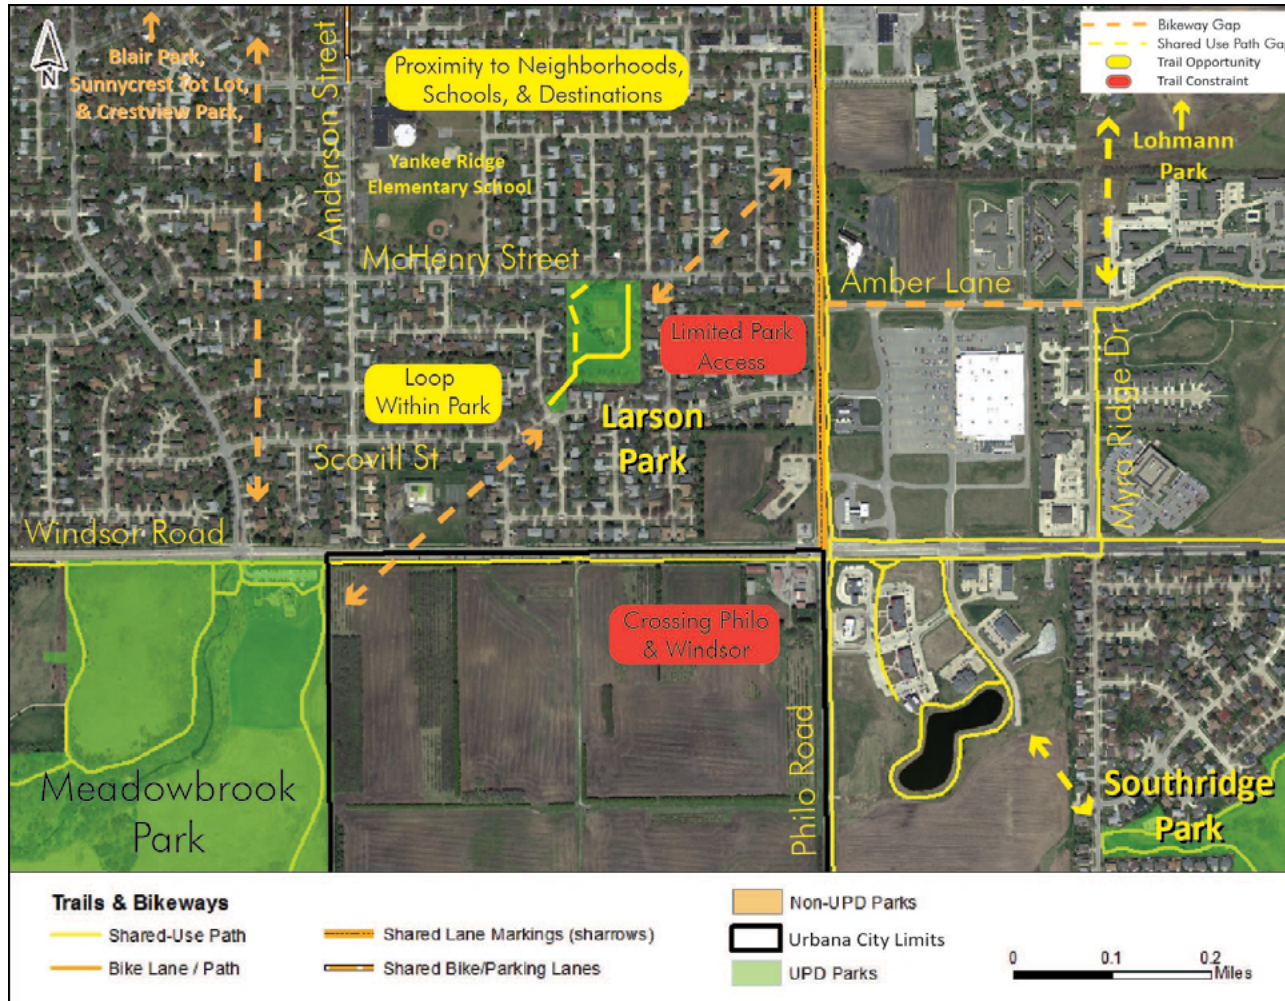 N
Blair Park,
Sunnycrest Tot Lot,
& Crestview Park,
Anderson Street
Proximity to Neighborhoods,
Schools, & Destinations
Bikeway Gap
Shared Use Path Gap
Trail Opportunity
Trail Constraint
Yankee Ridge
Elementary School
Lohmann
Park
McHenry Street
Amber Lane
Limited Park
Access
Loop
Within Park
Larson
Park
Myra Ridge Dr
Scovill St
Windsor Road
Crossing Philo
& Windsor
Philo Road
Meadowbrook
Park
Southridge
Park
Trails & Bikeways
Shared-Use Path
Bike Lane / Path
Shared Lane Markings (sharrows)
Shared Bike/Parking Lanes
Non-UPD Parks
Urbana City Limits
UPD Parks
0 0.1 0.2
Miles